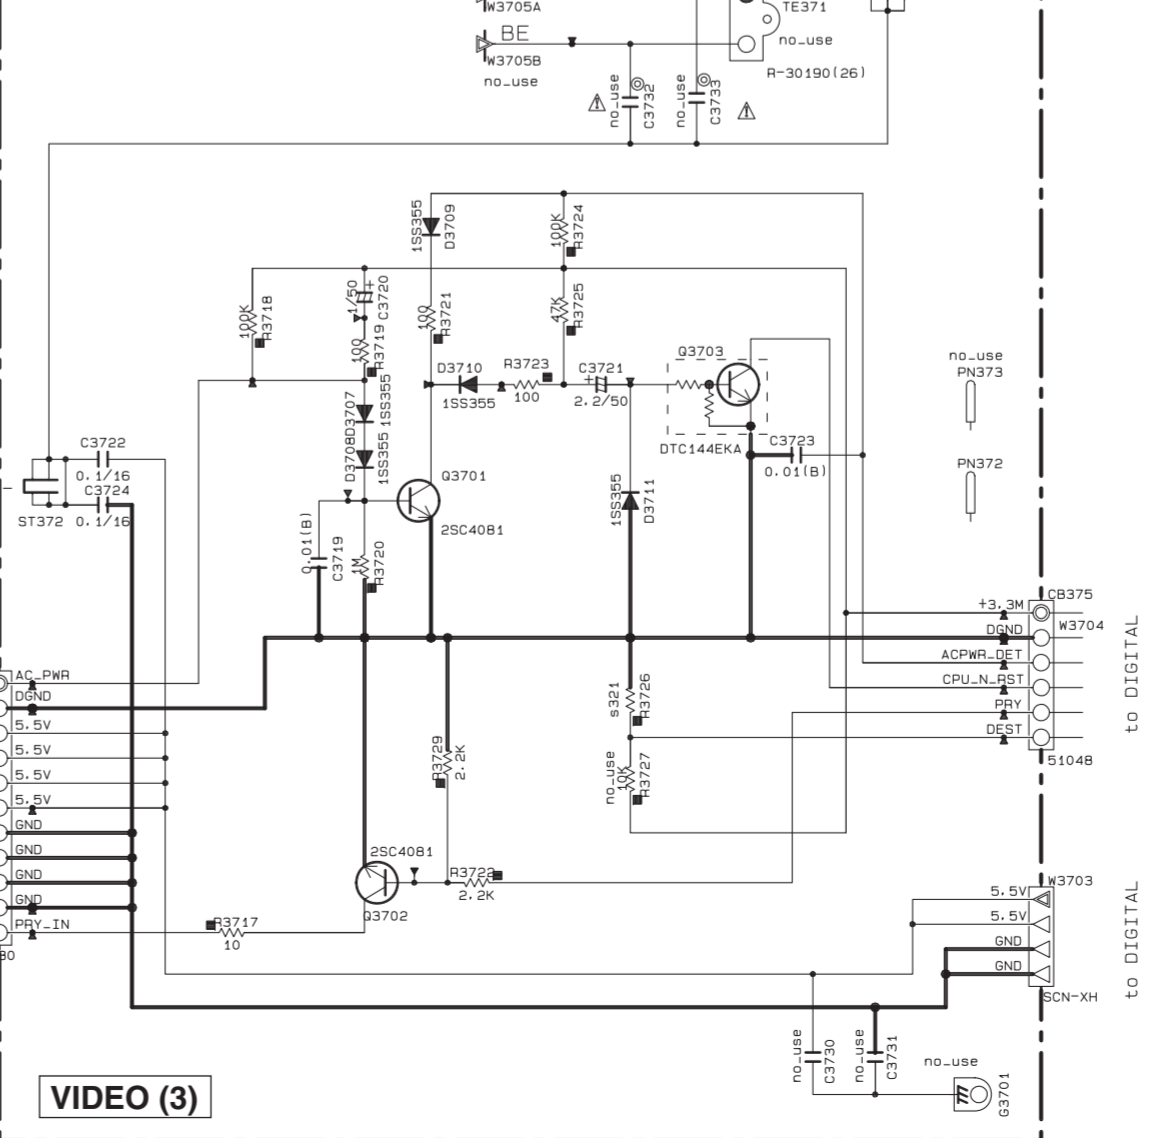 W3705A
TE371
BE
W3705B
no_use
no_use
R-30190(26)
no_use
C3732
no_use
C3733
1SS355
D3709
100K
R3724
1/50
C3720
100K
R3718
100
R3719
100
R3721
47K
R3725
D3710
1SS355
R3723
100
C3721
2.2/50
Q3703
DTC144EKA
no_use
PN373
PN372
D3707
1SS355
D3708
1SS355
C3722
0.1/16
C3724
0.1/16
ST372
Q3701
2SC4081
1SS355
D3711
C3723
0.01(B)
0.01(B)
C3719
1M
R3720
+3.3M
CB375
DGND
W3704
ACPWR_DET
CPU_N_RST
PRY
DEST
5104B
to DIGITAL
AC_PWR
DGND
5.5V
5.5V
5.5V
5.5V
GND
GND
GND
GND
PRY_IN
80
s321
R3726
no_use
10K
R3727
R3729
2.2K
2SC4081
Q3702
R3722
2.2K
R3717
10
W3703
5.5V
5.5V
GND
GND
SCN-XH
to DIGITAL
no_use
C3730
no_use
C3731
no_use
G3701
VIDEO (3)